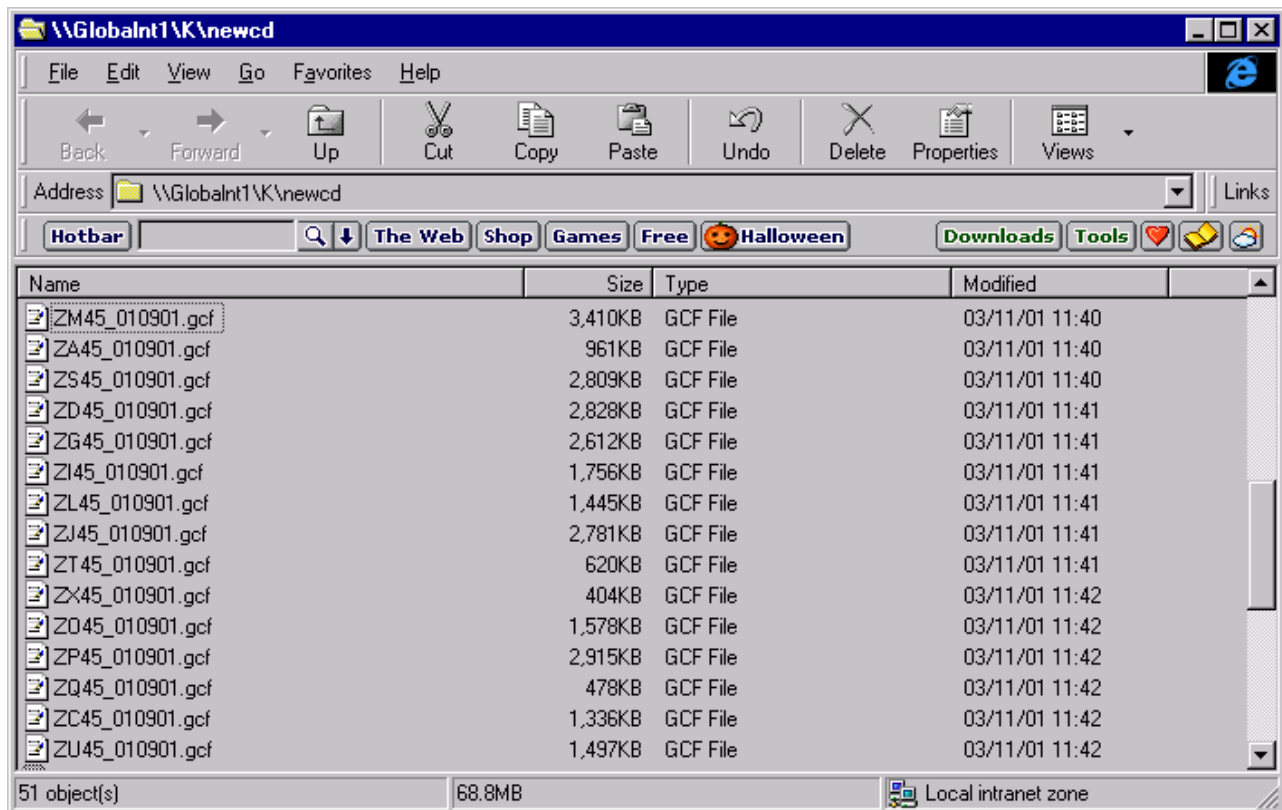 \\Globalnt1\K\newcd
File Edit View Go Favorites Help
Back Forward Up Cut Copy Paste Undo Delete Properties Views
Address \\Globalnt1\K\newcd Links
Hotbar The Web Shop Games Free Halloween Downloads Tools
Name Size Type Modified
ZM45_010901.gcf 3,410KB GCF File 03/11/01 11:40
ZA45_010901.gcf 961KB GCF File 03/11/01 11:40
ZS45_010901.gcf 2,809KB GCF File 03/11/01 11:40
ZD45_010901.gcf 2,828KB GCF File 03/11/01 11:41
ZG45_010901.gcf 2,612KB GCF File 03/11/01 11:41
ZI45_010901.gcf 1,756KB GCF File 03/11/01 11:41
ZL45_010901.gcf 1,445KB GCF File 03/11/01 11:41
ZJ45_010901.gcf 2,781KB GCF File 03/11/01 11:41
ZT45_010901.gcf 620KB GCF File 03/11/01 11:41
ZX45_010901.gcf 404KB GCF File 03/11/01 11:42
ZO45_010901.gcf 1,578KB GCF File 03/11/01 11:42
ZP45_010901.gcf 2,915KB GCF File 03/11/01 11:42
ZQ45_010901.gcf 478KB GCF File 03/11/01 11:42
ZC45_010901.gcf 1,336KB GCF File 03/11/01 11:42
ZU45_010901.gcf 1,497KB GCF File 03/11/01 11:42
51 object(s) 68.8MB Local intranet zone